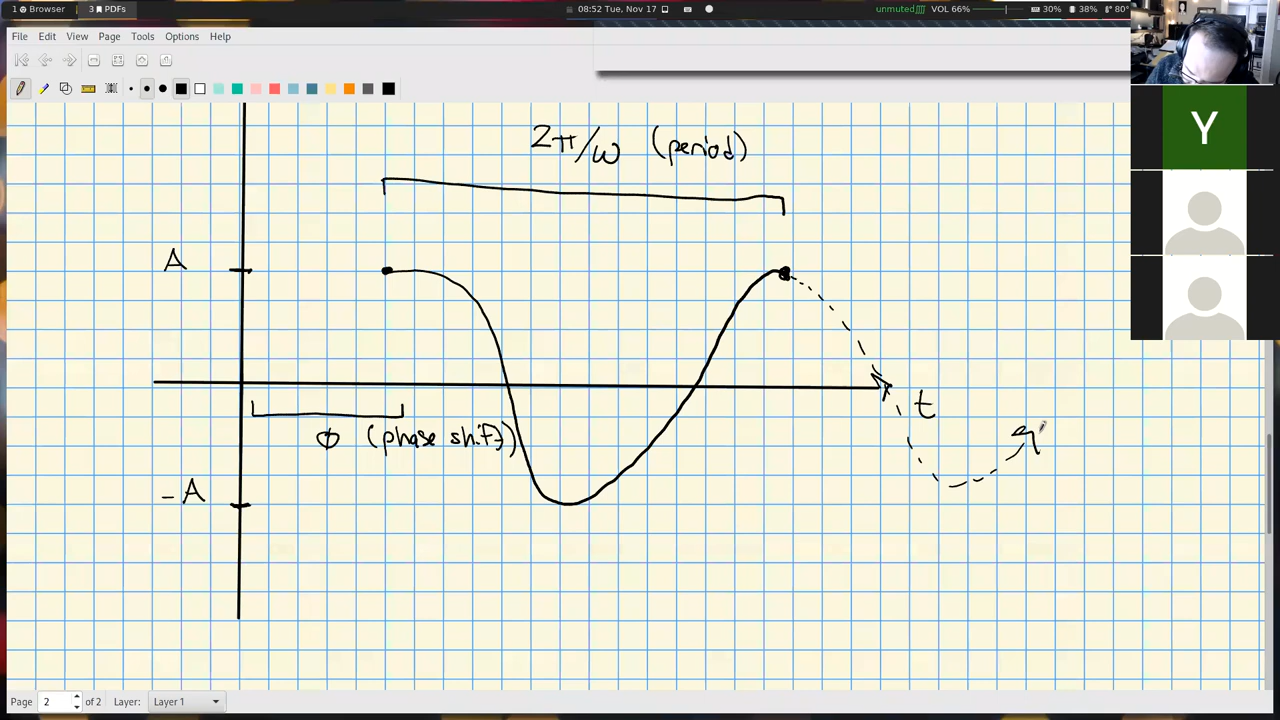 1 Browser 3 PDFs 08:52 Tue, Nov 17 unmuted VOL 66% 30% 38% 80°
File Edit View Page Tools Options Help
2π/ω (period)
Y
A
t
ϕ (phase shift)
-A
Page 2 of 2 Layer: Layer 1